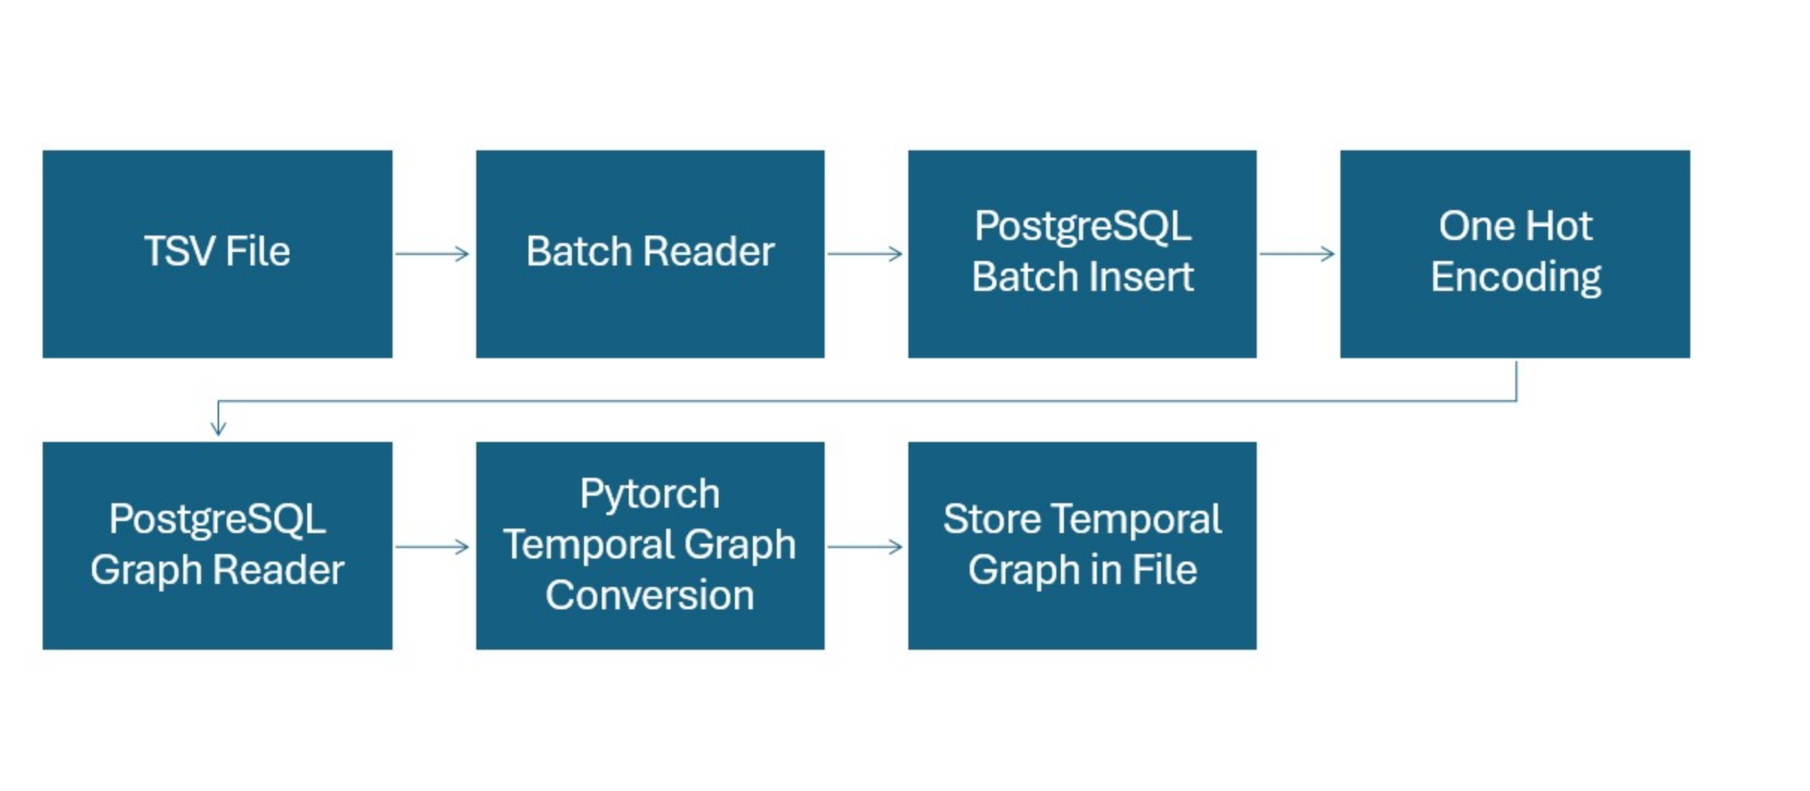 TSV File
Batch Reader
PostgreSQL
Batch Insert
One Hot
Encoding
PostgreSQL
Graph Reader
Pytorch
Temporal Graph
Conversion
Store Temporal
Graph in File